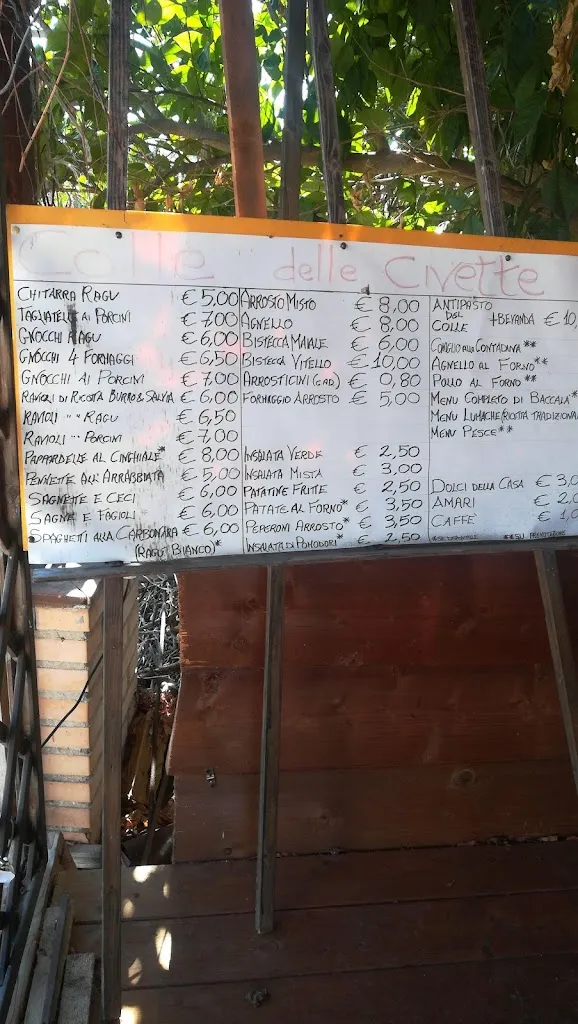 Colle delle Civette
CHITARRA RAGU € 5,00
TAGLIATELLE AI PORCINI € 7,00
GNOCCHI RAGU € 6,00
GNOCCHI 4 FORMAGGI € 6,50
GNOCCHI AI PORCINI € 7,00
RAVIOLI DI RICOTTA BURRO & SALVIA € 6,00
RAVIOLI " " RAGU € 6,50
RAVIOLI " " PORCINI € 7,00
PAPPARDELLE AL CINGHIALE* € 8,00
PENNETTE ALL'ARRABBIATA € 5,00
SAGNETTE E CECI € 6,00
SAGNE E FAGIOLI € 6,00
SPAGHETTI ALLA CARBONARA € 6,00
(RAGU BIANCO)*
ARROSTO MISTO € 8,00
AGNELLO € 8,00
BISTECCA MAIALE € 6,00
BISTECCA VITELLO € 10,00
ARROSTICINI (CAD.) € 0,80
FORMAGGIO ARROSTO € 5,00
INSALATA VERDE € 2,50
INSALATA MISTA € 3,00
PATATINE FRITTE € 2,50
PATATE AL FORNO* € 3,50
PEPERONI ARROSTO* € 3,50
INSALATA DI POMODORI* € 2,50
ANTIPASTO
DEL
COLLE + BEVANDA € 10,
CONIGLIO ALLA CONTADINA**
AGNELLO AL FORNO**
POLLO AL FORNO**
MENU COMPLETO DI BACCALA*
MENU LUMACHE/RICOTTA TRADIZIONA
MENU PESCE**
DOLCI DELLA CASA € 3,0
AMARI € 2,0
CAFFE' € 1,0
** SU PRENOTAZIONE